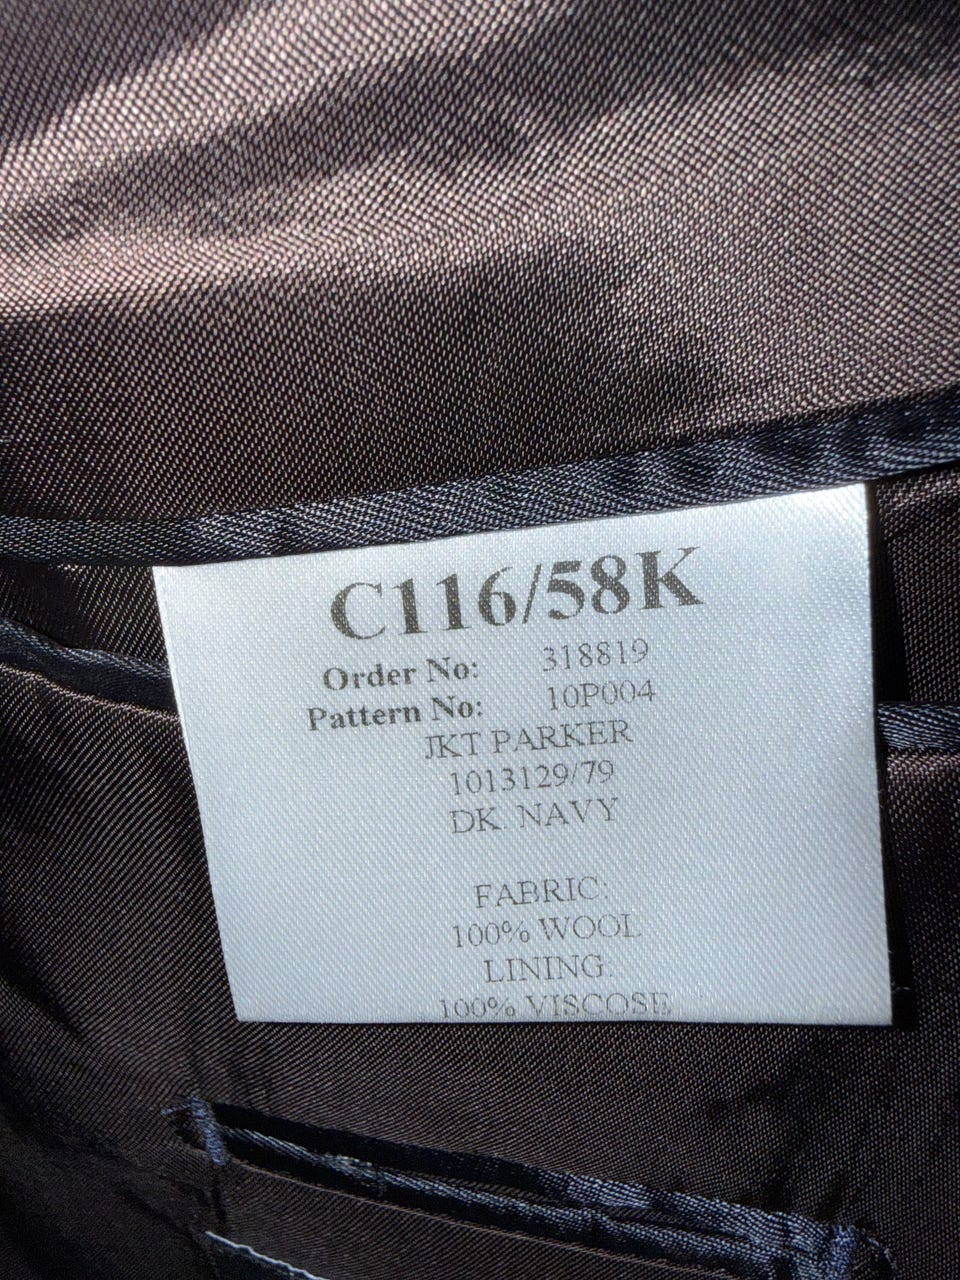 C116/58K
Order No: 318819
Pattern No: 10P004
JKT PARKER
1013129/79
DK. NAVY
FABRIC:
100% WOOL
LINING:
100% VISCOSE